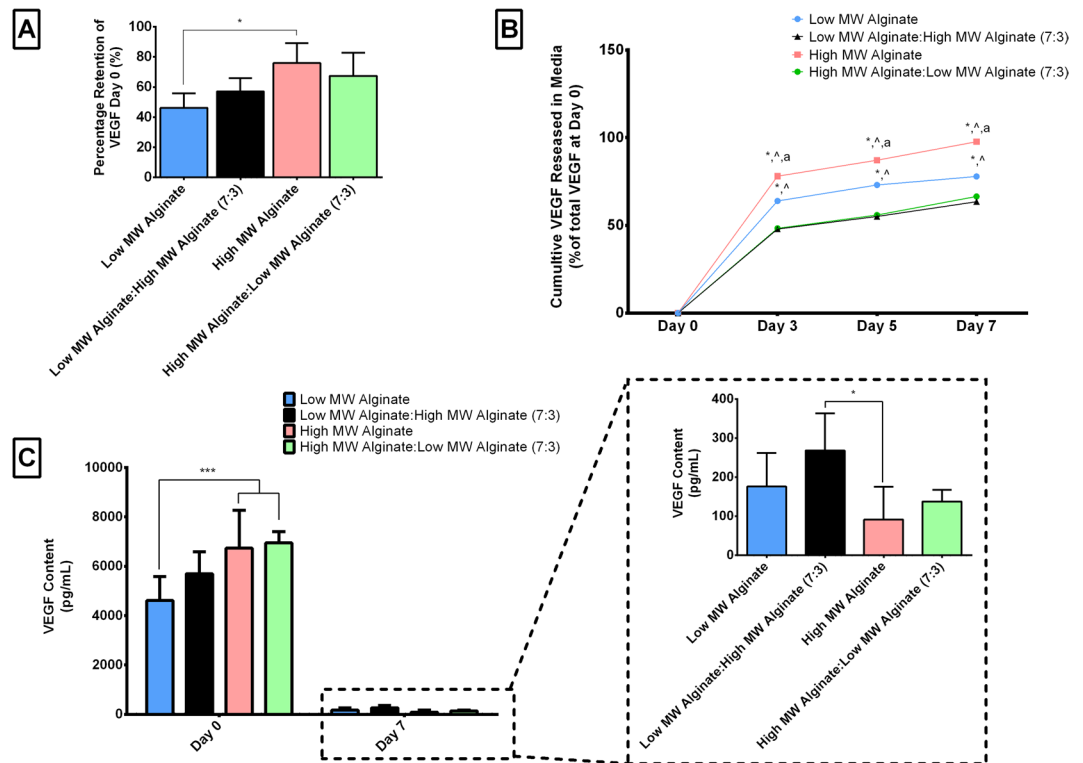 A
Percentage Retention of
VEGF Day 0 (%)
100
80
60
40
20
0
*
Low MW Alginate
Low MW Alginate:High MW Alginate (7:3)
High MW Alginate
High MW Alginate:Low MW Alginate (7:3)
B
Low MW Alginate
Low MW Alginate:High MW Alginate (7:3)
High MW Alginate
High MW Alginate:Low MW Alginate (7:3)
Cumultive VEGF Released in Media
(%of total VEGF at Day 0)
150
100
50
0
*,^,a
*,^,a
*,^,a
*,^
*,^
*,^
Day 0
Day 3
Day 5
Day 7
C
Low MW Alginate
Low MW Alginate:High MW Alginate (7:3)
High MW Alginate
High MW Alginate:Low MW Alginate (7:3)
VEGF Content
(pg/mL)
10000
8000
6000
4000
2000
0
***
Day 0
Day 7
VEGF Content
(pg/mL)
400
300
200
100
0
*
Low MW Alginate
Low MW Alginate:High MW Alginate (7:3)
High MW Alginate
High MW Alginate:Low MW Alginate (7:3)